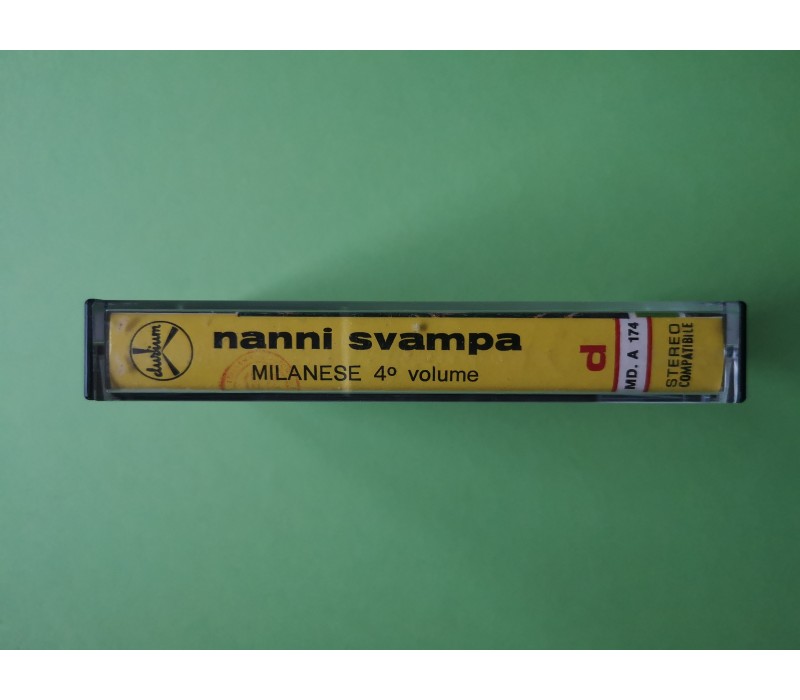 durium
nanni svampa
MILANESE 4º volume
d
MD. A 174
STEREO
COMPATIBILE